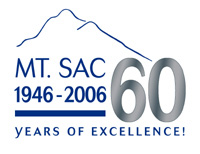 MT. SAC
1946-2006
60
YEARS OF EXCELLENCE!